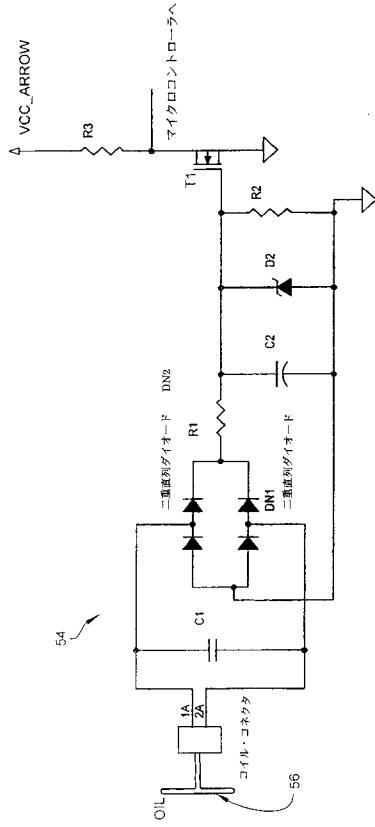 VCC_ARROW
R3
マイクロコントローラへ
T1
R2
D2
C2
R1
二重直列ダイオード DN2
DN1
二重直列ダイオード
54
C1
1A
2A
コイル・コネクタ
OIL
56